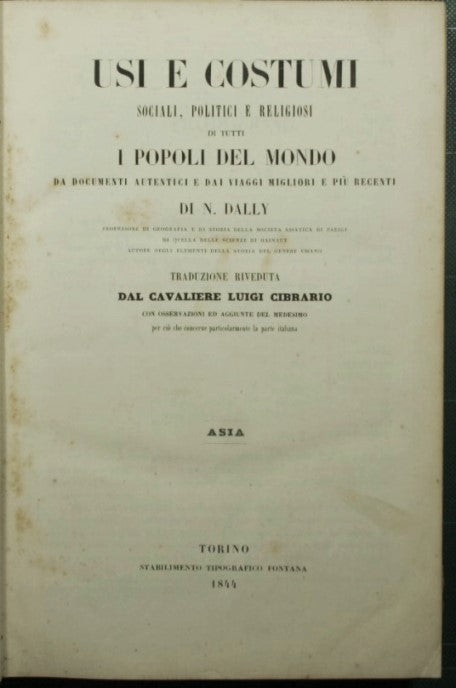 USI E COSTUMI
SOCIALI, POLITICI E RELIGIOSI
DI TUTTI
I POPOLI DEL MONDO
DA DOCUMENTI AUTENTICI E DAI VIAGGI MIGLIORI E PIÙ RECENTI
DI N. DALLY
PROFESSORE DI GEOGRAFIA E DI STORIA DELLA SOCIETÀ ASIATICA DI PARIGI
DI QUELLA DELLE SCIENZE DI HAINAUT
AUTORE DEGLI ELEMENTI DELLA STORIA DEL GENERE UMANO
TRADUZIONE RIVEDUTA
DAL CAVALIERE LUIGI CIBRARIO
CON OSSERVAZIONI ED AGGIUNTE DEL MEDESIMO
per ciò che concerne particolarmente la parte italiana
ASIA
TORINO
STABILIMENTO TIPOGRAFICO FONTANA
1844